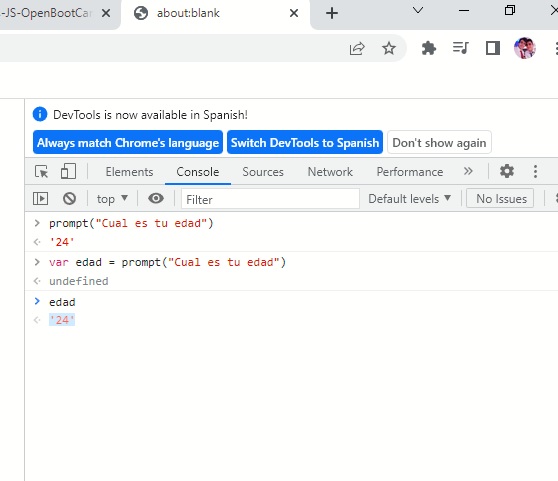 s-JS-OpenBootCar
about:blank
DevTools is now available in Spanish!
Always match Chrome's language Switch DevTools to Spanish Don't show again
Elements Console Sources Network Performance
top Filter Default levels No Issues
prompt("Cual es tu edad")
'24'
var edad = prompt("Cual es tu edad")
undefined
edad
'24'